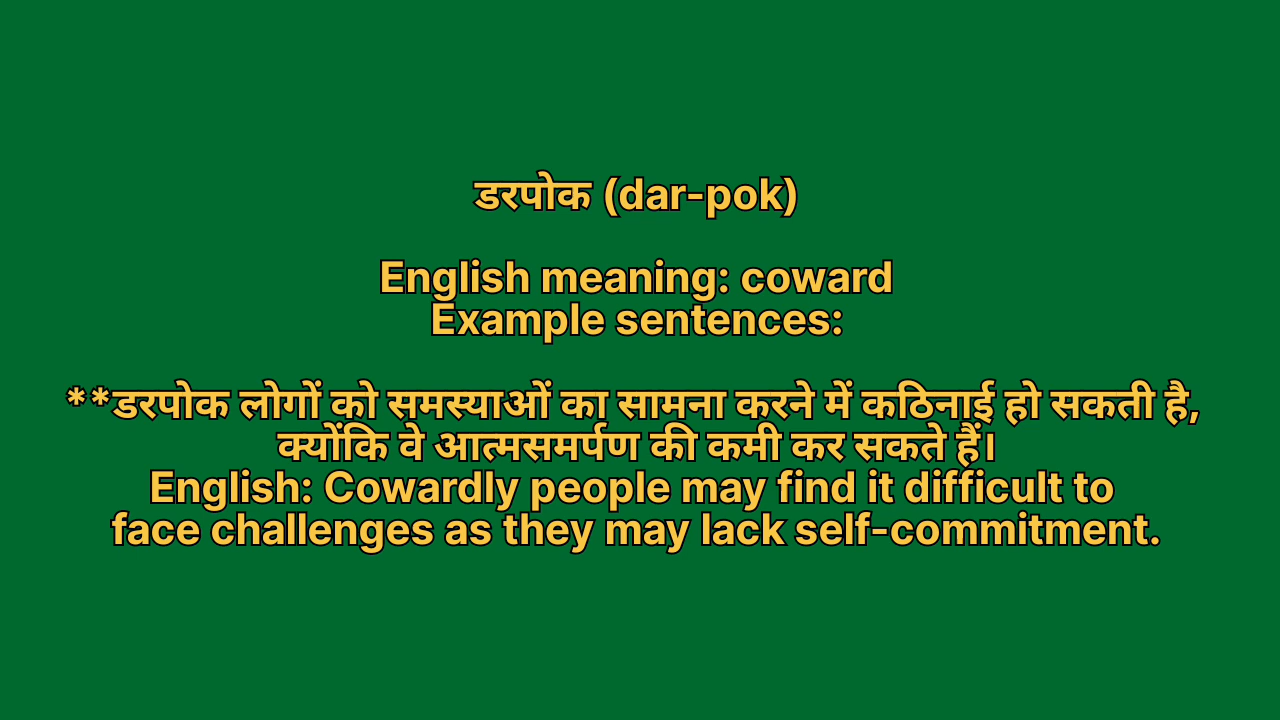 डरपोक (dar-pok)
English meaning: coward
Example sentences:
**डरपोक लोगों को समस्याओं का सामना करने में कठिनाई हो सकती है,
क्योंकि वे आत्मसमर्पण की कमी कर सकते हैं।
English: Cowardly people may find it difficult to
face challenges as they may lack self-commitment.